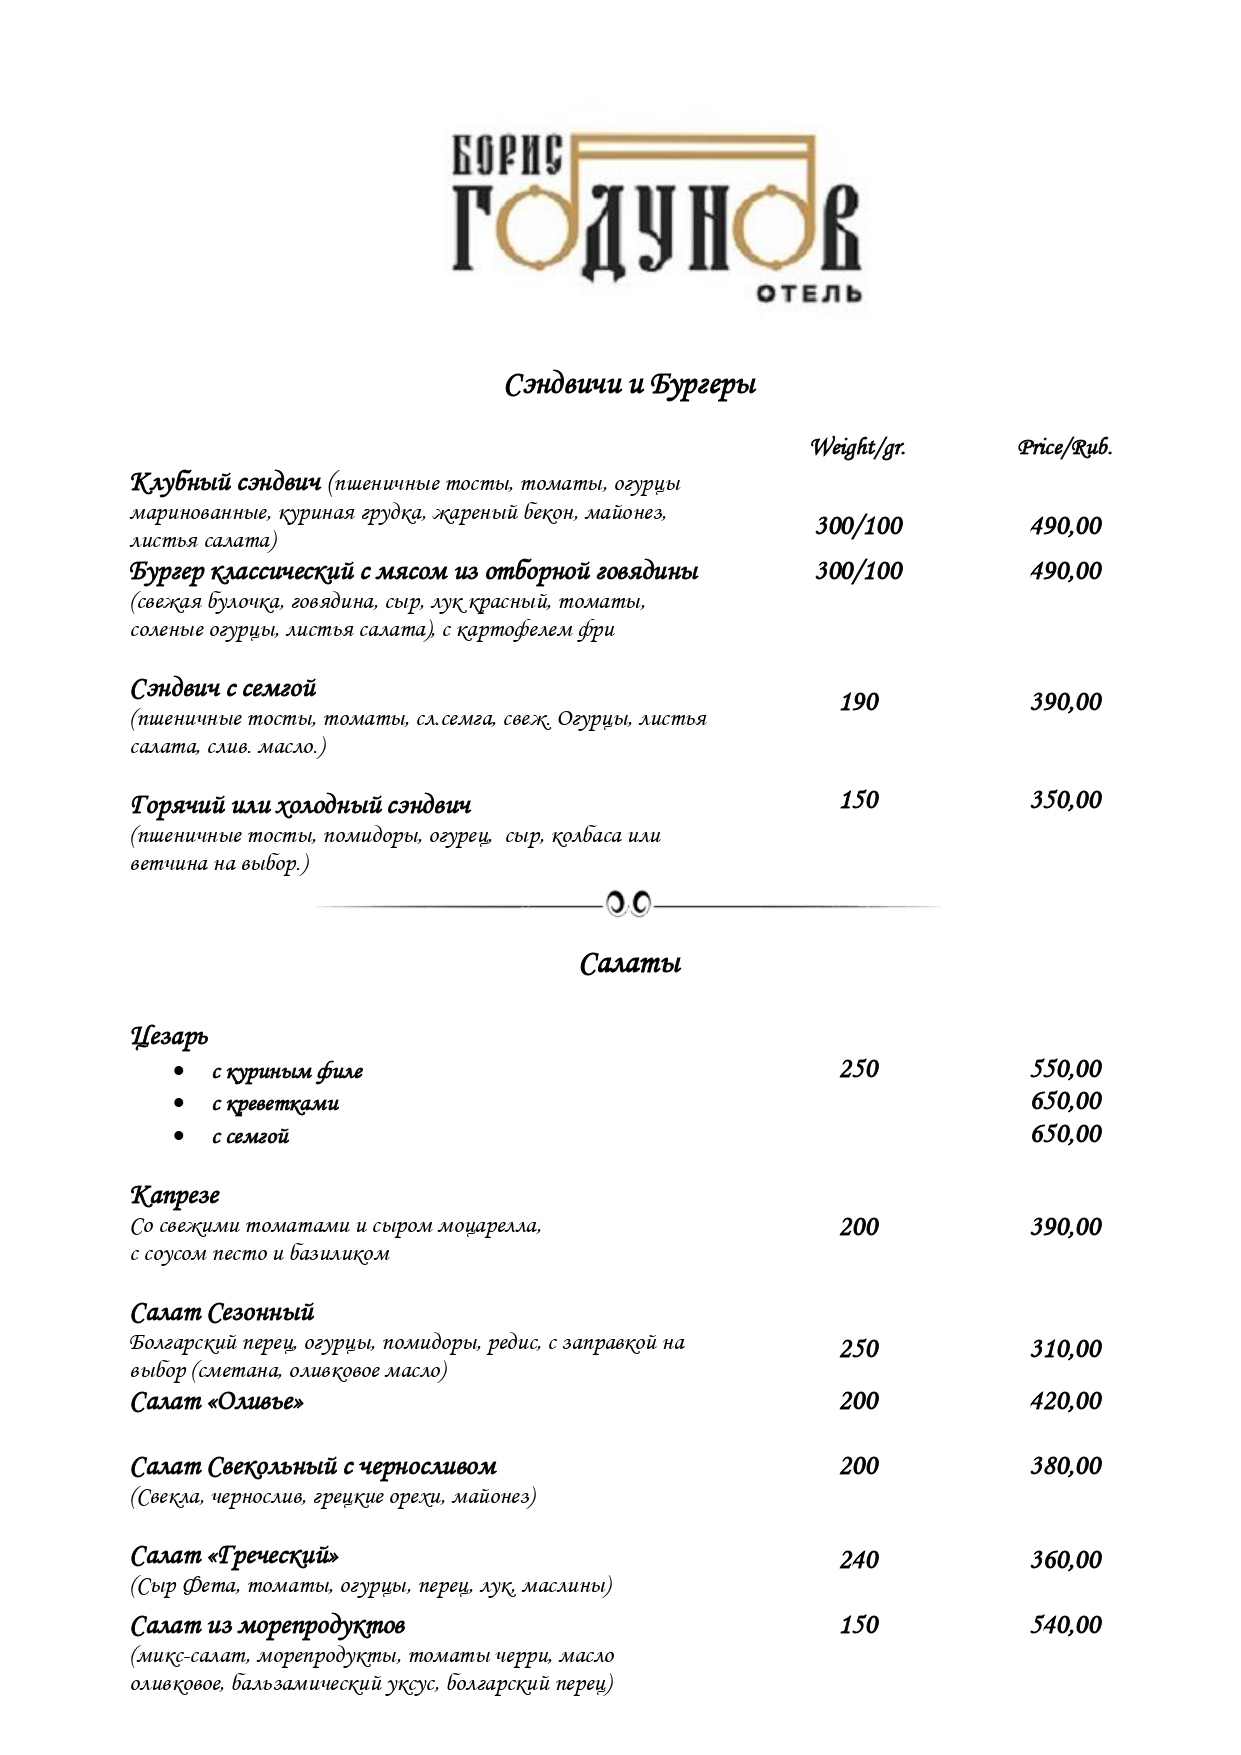 БОРИС
ГОДУНОВ
ОТЕЛЬ
Сэндвичи и Бургеры
Weight/gr. Price/Rub.
Клубный сэндвич (пшеничные тосты, томаты, огурцы
маринованные, куриная грудка, жареный бекон, майонез,
листья салата) 300/100 490,00
Бургер классический с мясом из отборной говядины 300/100 490,00
(свежая булочка, говядина, сыр, лук красный, томаты,
соленые огурцы, листья салата), с картофелем фри
Сэндвич с семгой 190 390,00
(пшеничные тосты, томаты, сл.семга, свеж. Огурцы, листья
салата, слив. масло.)
Горячий или холодный сэндвич 150 350,00
(пшеничные тосты, помидоры, огурец, сыр, колбаса или
ветчина на выбор.)
Салаты
Цезарь
• с куриным филе 250 550,00
• с креветками 650,00
• с семгой 650,00
Капрезе
Со свежими томатами и сыром моцарелла, 200 390,00
с соусом песто и базиликом
Салат Сезонный
Болгарский перец, огурцы, помидоры, редис, с заправкой на 250 310,00
выбор (сметана, оливковое масло)
Салат «Оливье» 200 420,00
Салат Свекольный с черносливом 200 380,00
(Свекла, чернослив, грецкие орехи, майонез)
Салат «Греческий» 240 360,00
(Сыр Фета, томаты, огурцы, перец, лук, маслины)
Салат из морепродуктов 150 540,00
(микс-салат, морепродукты, томаты черри, масло
оливковое, бальзамический уксус, болгарский перец)